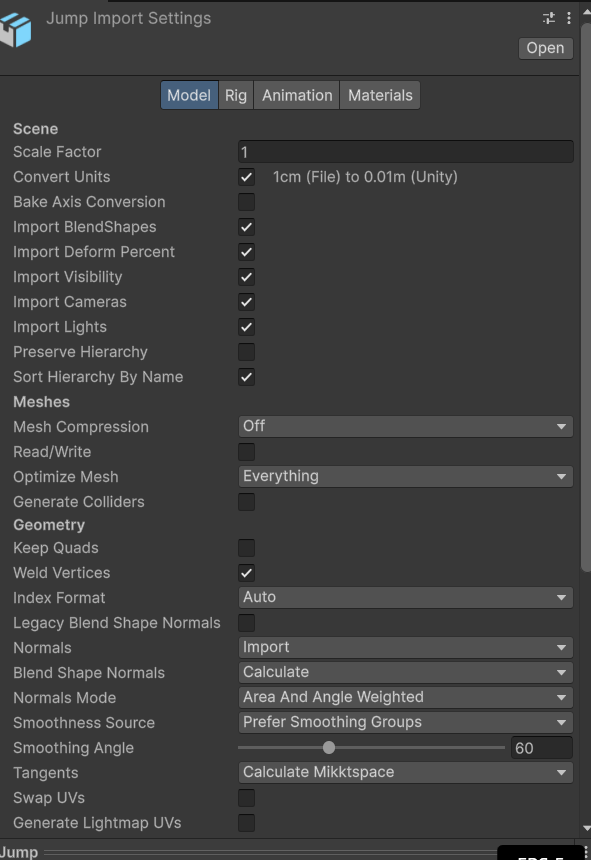 Jump Import Settings
Open
Model Rig Animation Materials
Scene
Scale Factor 1
Convert Units 1cm (File) to 0.01m (Unity)
Bake Axis Conversion
Import BlendShapes
Import Deform Percent
Import Visibility
Import Cameras
Import Lights
Preserve Hierarchy
Sort Hierarchy By Name
Meshes
Mesh Compression Off
Read/Write
Optimize Mesh Everything
Generate Colliders
Geometry
Keep Quads
Weld Vertices
Index Format Auto
Legacy Blend Shape Normals
Normals Import
Blend Shape Normals Calculate
Normals Mode Area And Angle Weighted
Smoothness Source Prefer Smoothing Groups
Smoothing Angle 60
Tangents Calculate Mikktspace
Swap UVs
Generate Lightmap UVs
Jump